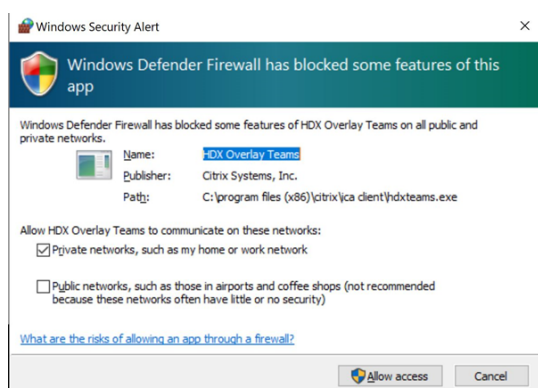 Windows Security Alert
Windows Defender Firewall has blocked some features of this
app
Windows Defender Firewall has blocked some features of HDX Overlay Teams on all public and
private networks.
Name: HDX Overlay Teams
Publisher: Citrix Systems, Inc.
Path: C:\program files (x86)\citrix\ica client\hdxteams.exe
Allow HDX Overlay Teams to communicate on these networks:
Private networks, such as my home or work network
Public networks, such as those in airports and coffee shops (not recommended
because these networks often have little or no security)
What are the risks of allowing an app through a firewall?
Allow access Cancel